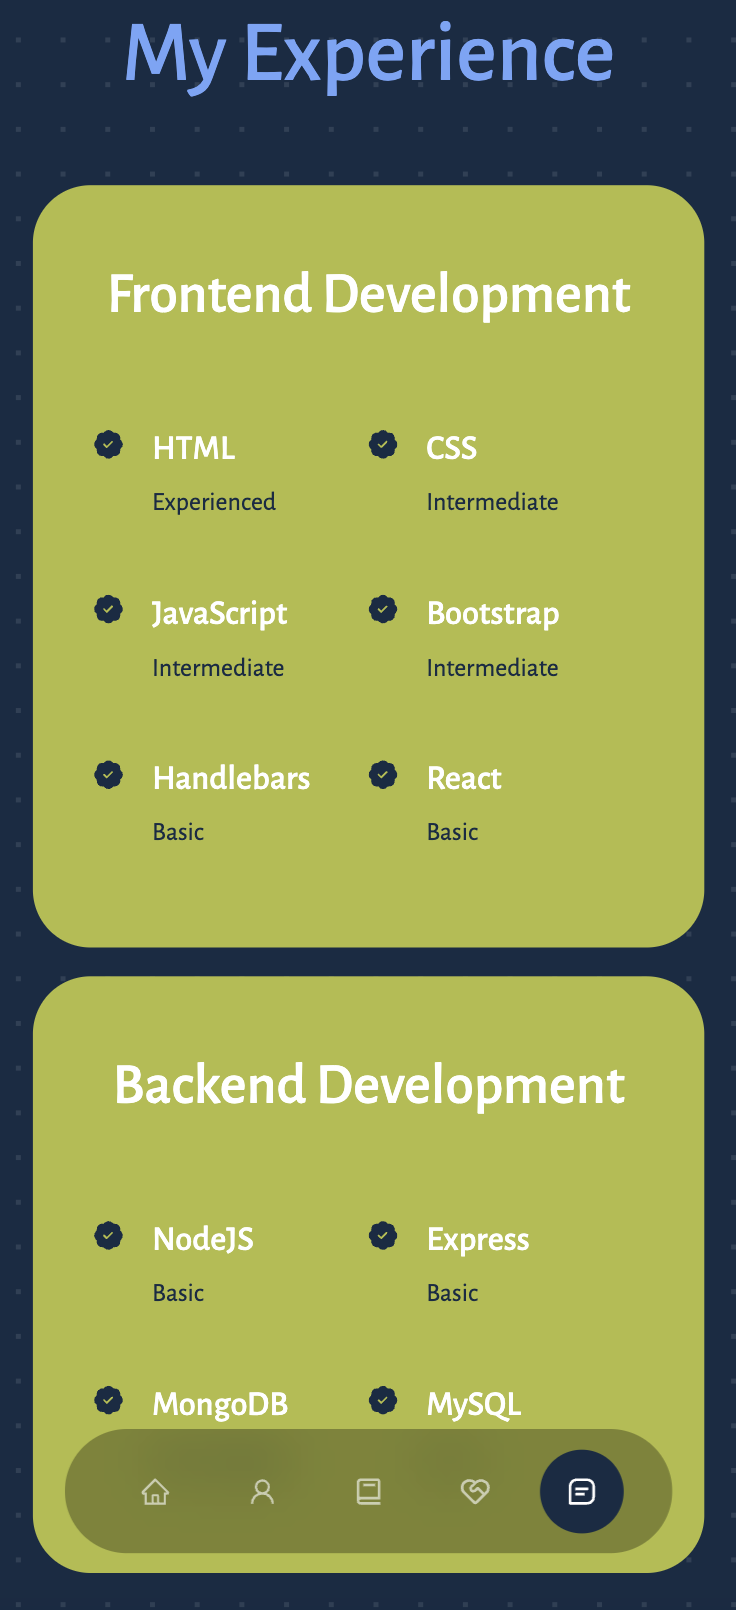 My Experience
Frontend Development
HTML
CSS
Experienced
Intermediate
JavaScript
Bootstrap
Intermediate
Intermediate
Handlebars
React
Basic
Basic
Backend Development
NodeJS
Express
Basic
Basic
MongoDB
MySQL